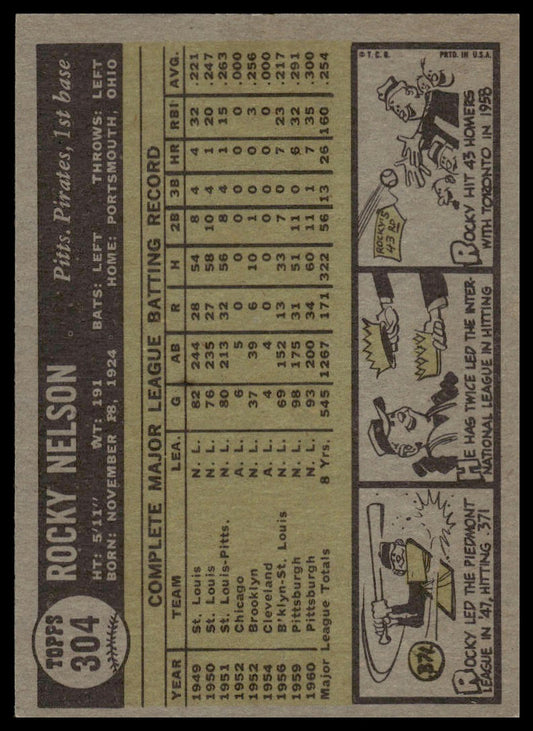 TOPPS
304
ROCKY NELSON Pitts. Pirates, 1st base
HT: 5/11" WT: 191 BATS: LEFT THROWS: LEFT
BORN: NOVEMBER 18, 1924 HOME: PORTSMOUTH, OHIO
COMPLETE MAJOR LEAGUE BATTING RECORD
YEAR TEAM LEA. G AB R H 2B 3B HR RBI AVG.
1949 St. Louis N. L. 82 244 28 54 8 4 4 32 .221
1950 St. Louis N. L. 76 235 27 58 10 4 1 20 .247
1951 St. Louis-Pitts. N. L. 80 213 32 56 8 4 1 15 .263
1952 Chicago A. L. 6 5 0 0 0 0 0 0 .000
1952 Brooklyn N. L. 37 39 6 10 1 0 0 3 .256
1954 Cleveland A. L. 4 4 0 0 0 0 0 0 .000
1956 B'klyn-St. Louis N. L. 69 152 13 33 7 0 7 23 .217
1959 Pittsburgh N. L. 98 175 31 51 11 0 6 32 .291
1960 Pittsburgh N. L. 93 200 34 60 11 1 7 35 .300
Major League Totals 8 Yrs. 545 1267 171 322 56 13 26 160 .254
.371
ROCKY LED THE PIEDMONT
LEAGUE IN '47, HITTING .371
HE HAS TWICE LED THE INTER-
NATIONAL LEAGUE IN HITTING
© T. C. G. PRTD. IN U.S.A.
ROCKY'S
43 RD
ROCKY HIT 43 HOMERS
WITH TORONTO IN 1958